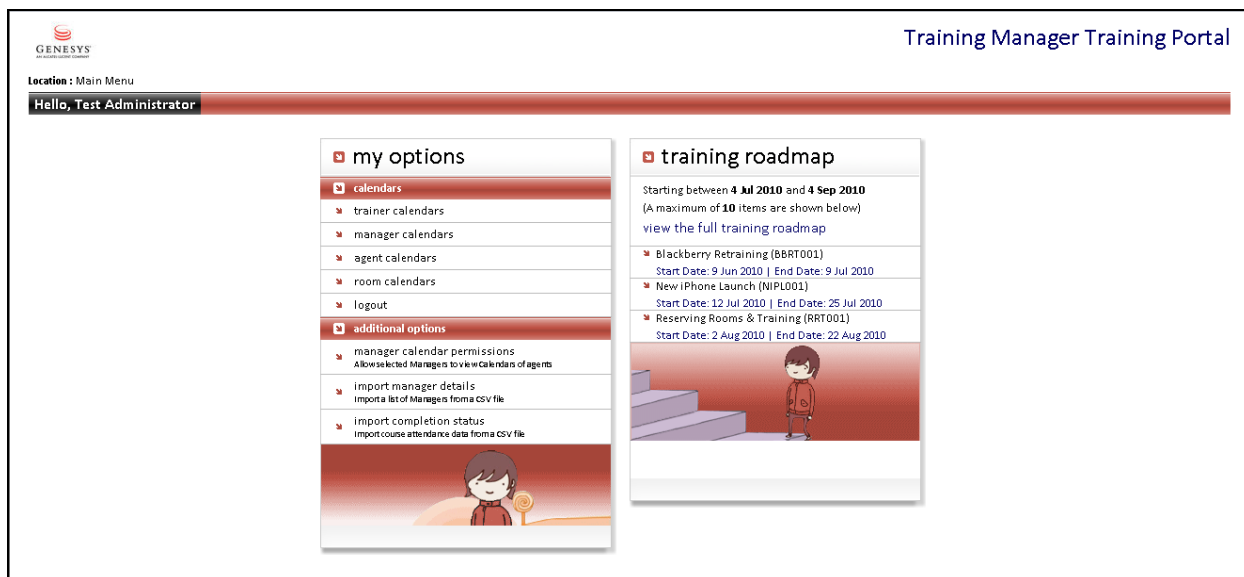 GENESYS
AN ALCATEL-LUCENT COMPANY
Training Manager Training Portal
Location : Main Menu
Hello, Test Administrator
my options
calendars
trainer calendars
manager calendars
agent calendars
room calendars
logout
additional options
manager calendar permissions
Allow selected Managers to view Calendars of agents
import manager details
Import a list of Managers from a CSV file
import completion status
Import course attendance data from a CSV file
training roadmap
Starting between 4 Jul 2010 and 4 Sep 2010
(A maximum of 10 items are shown below)
view the full training roadmap
Blackberry Retraining (BBRT001)
Start Date: 9 Jun 2010 | End Date: 9 Jul 2010
New iPhone Launch (NIPL001)
Start Date: 12 Jul 2010 | End Date: 25 Jul 2010
Reserving Rooms & Training (RRT001)
Start Date: 2 Aug 2010 | End Date: 22 Aug 2010